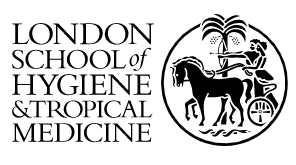 LONDON
SCHOOL of
HYGIENE
& TROPICAL
MEDICINE